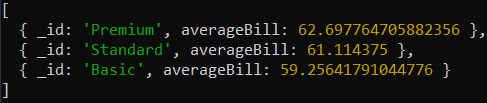 [
  { _id: 'Premium', averageBill: 62.697764705882356 },
  { _id: 'Standard', averageBill: 61.114375 },
  { _id: 'Basic', averageBill: 59.25641791044776 }
]